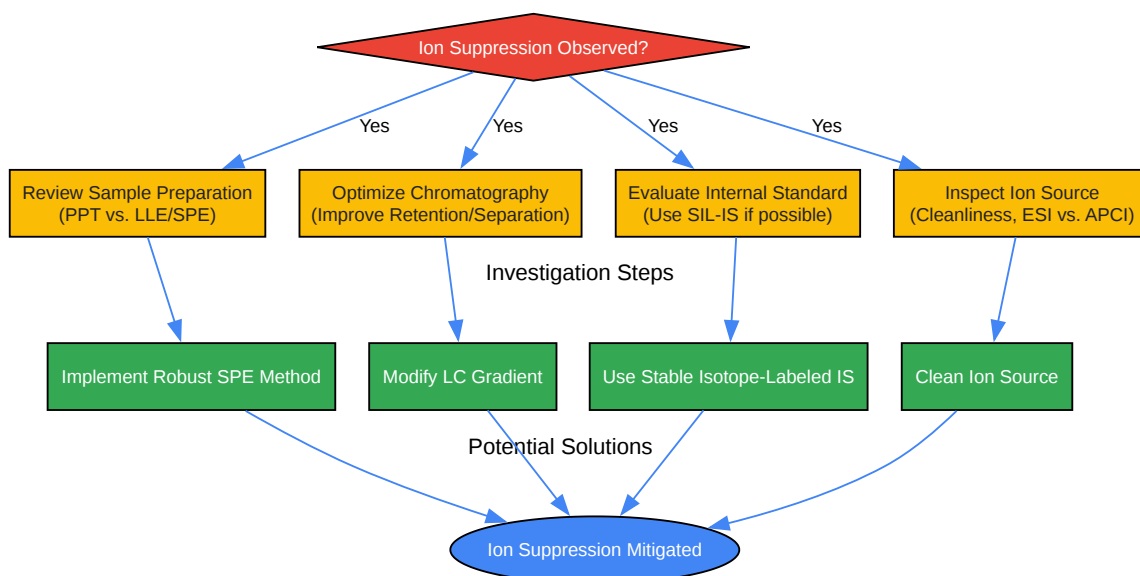 Ion Suppression Observed?
Yes
Yes
Yes
Yes
Review Sample Preparation
(PPT vs. LLE/SPE)
Optimize Chromatography
(Improve Retention/Separation)
Evaluate Internal Standard
(Use SIL-IS if possible)
Inspect Ion Source
(Cleanliness, ESI vs. APCI)
Investigation Steps
Implement Robust SPE Method
Modify LC Gradient
Use Stable Isotope-Labeled IS
Clean Ion Source
Potential Solutions
Ion Suppression Mitigated